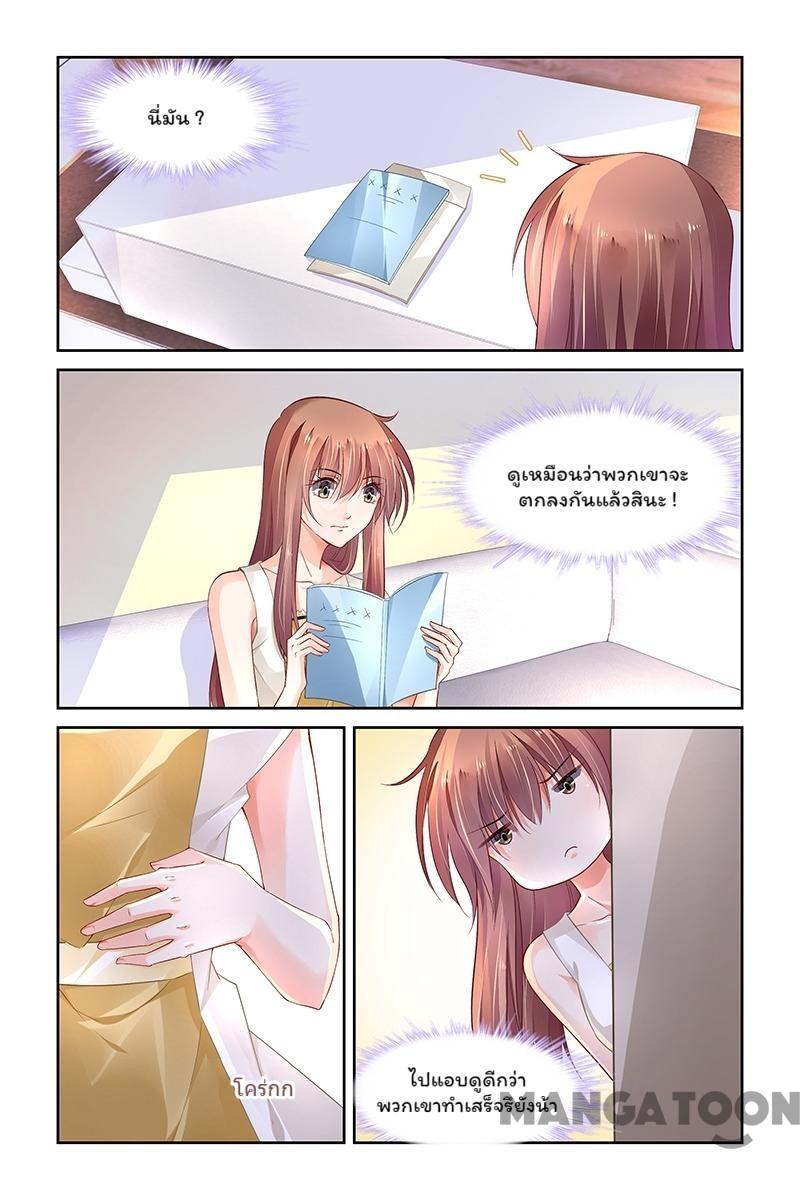 นี่มัน ?
XXXX
ดูเหมือนว่าพวกเขาจะ
ตกลงกันแล้วสินะ !
XXXX
โคร่กก
ไปแอบดูดีกว่า
พวกเขาทำเสร็จรึยังน้า
MANGATOON